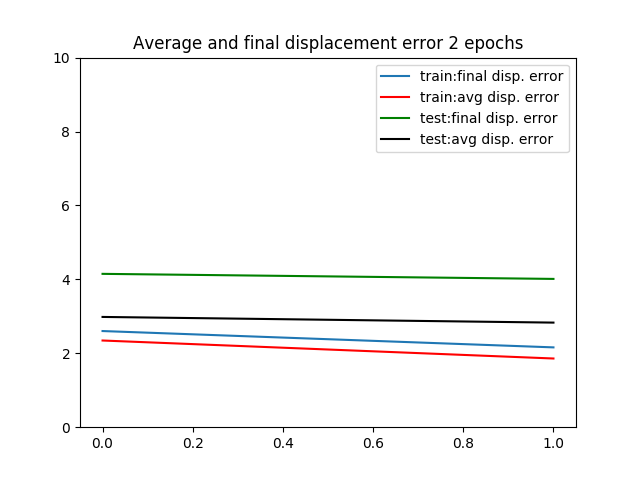 Average and final displacement error 2 epochs
train:final disp. error
train:avg disp. error
test:final disp. error
test:avg disp. error
10
8
6
4
2
0
0.0 0.2 0.4 0.6 0.8 1.0